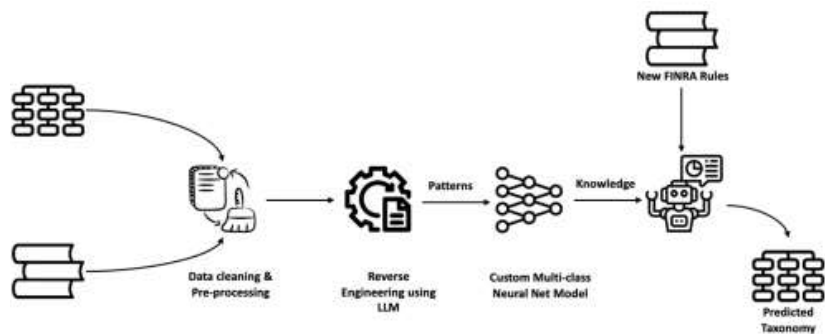 New FINRA Rules
Patterns
Knowledge
Data cleaning &
Pre-processing
Reverse
Engineering using
LLM
Custom Multi-class
Neural Net Model
Predicted
Taxonomy